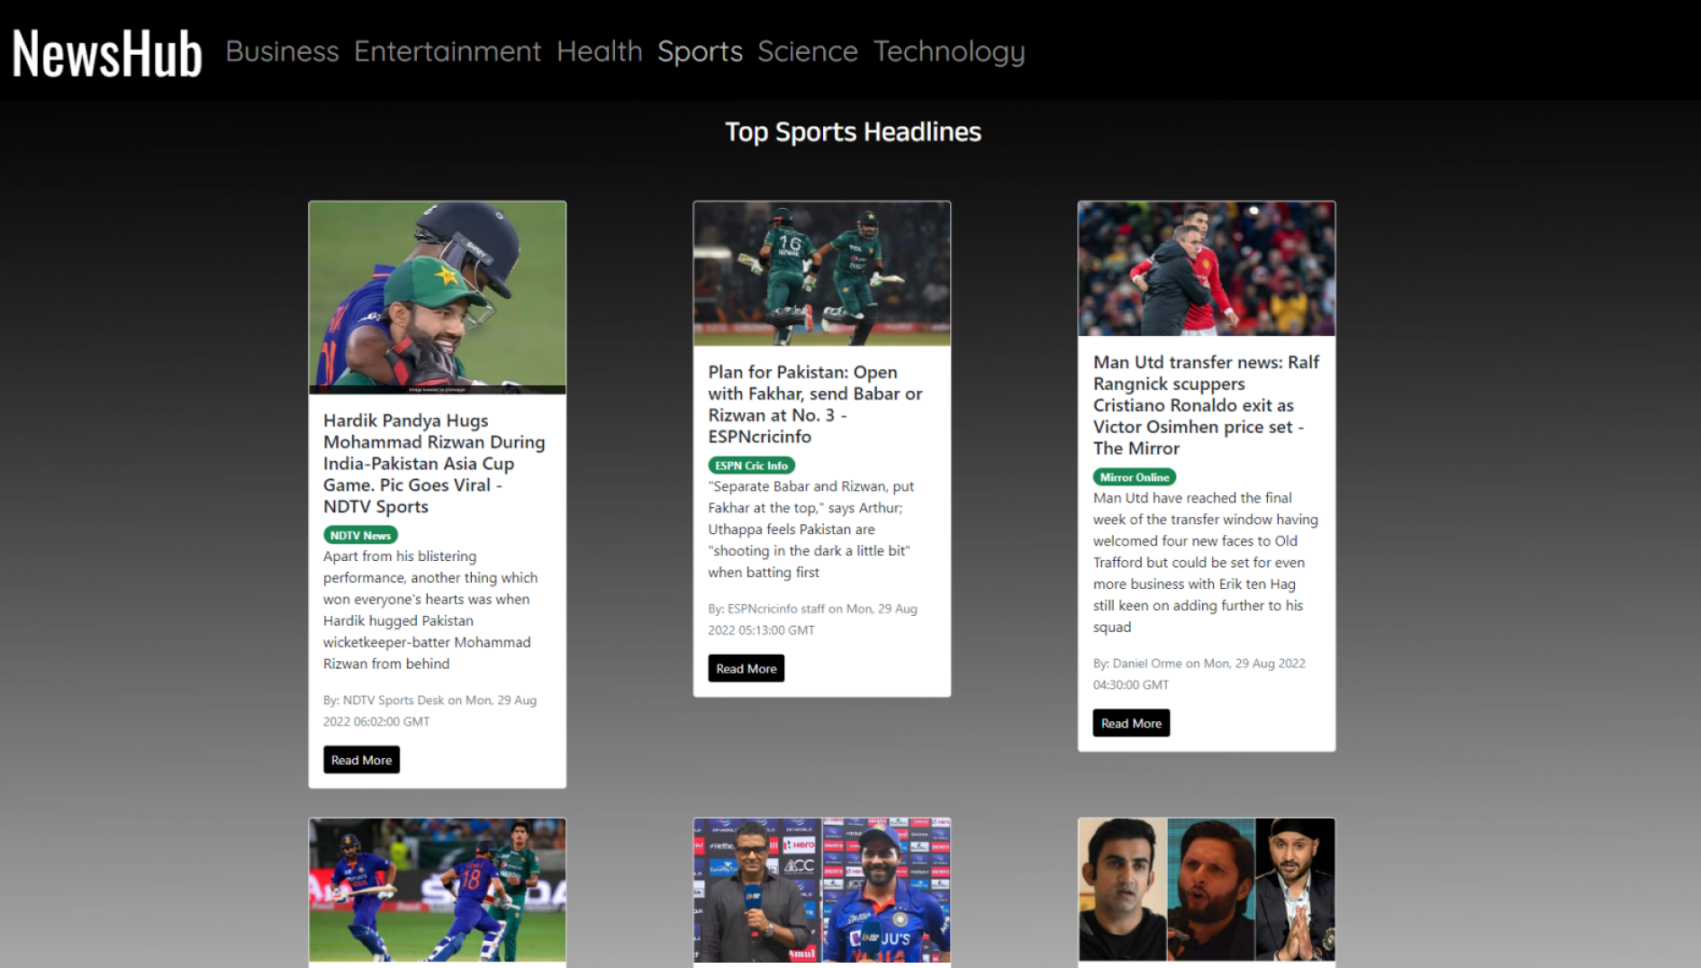 NewsHub Business Entertainment Health Sports Science Technology
Top Sports Headlines
16
RIZWAN
Hardik Pandya Hugs
Mohammad Rizwan During
India-Pakistan Asia Cup
Game. Pic Goes Viral -
NDTV Sports
NDTV News
Apart from his blistering
performance, another thing which
won everyone's hearts was when
Hardik hugged Pakistan
wicketkeeper-batter Mohammad
Rizwan from behind
By: NDTV Sports Desk on Mon, 29 Aug
2022 06:02:00 GMT
Read More
Plan for Pakistan: Open
with Fakhar, send Babar or
Rizwan at No. 3 -
ESPNcricinfo
ESPN Cric Info
"Separate Babar and Rizwan, put
Fakhar at the top," says Arthur;
Uthappa feels Pakistan are
"shooting in the dark a little bit"
when batting first
By: ESPNcricinfo staff on Mon, 29 Aug
2022 05:13:00 GMT
Read More
Man Utd transfer news: Ralf
Rangnick scuppers
Cristiano Ronaldo exit as
Victor Osimhen price set -
The Mirror
Mirror Online
Man Utd have reached the final
week of the transfer window having
welcomed four new faces to Old
Trafford but could be set for even
more business with Erik ten Hag
still keen on adding further to his
squad
By: Daniel Orme on Mon, 29 Aug 2022
04:30:00 GMT
Read More
18
Hero
ACC
BYJU'S
Amul